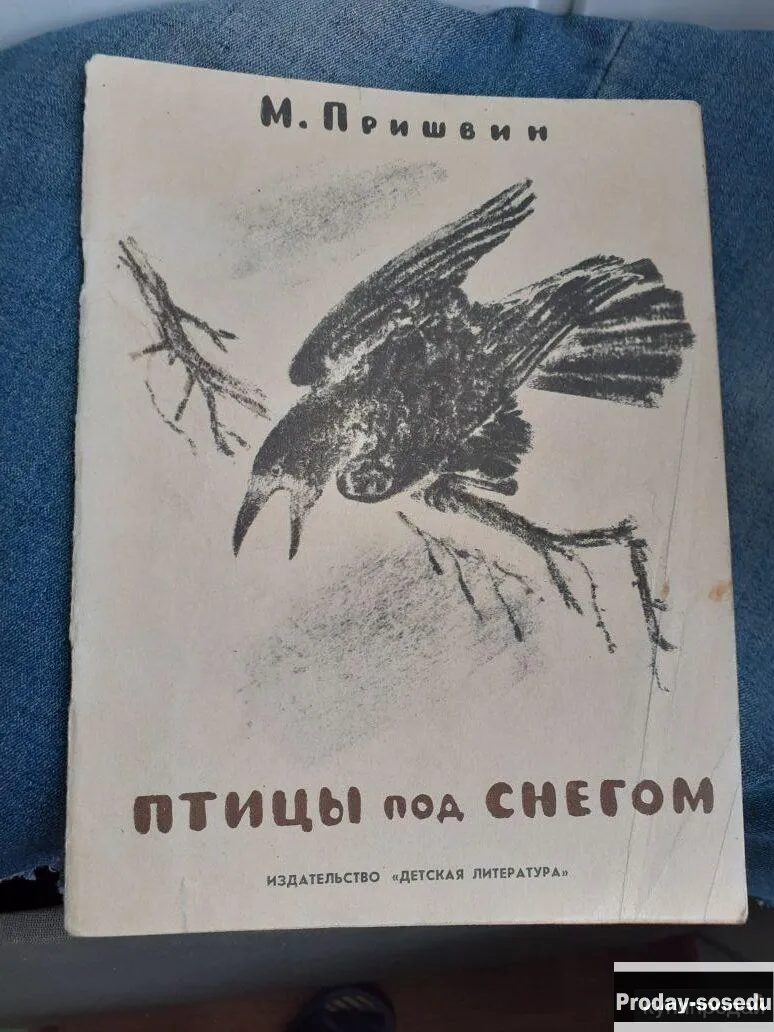 М. Пришвин
ПТИЦЫ под СНЕГОМ
ИЗДАТЕЛЬСТВО «ДЕТСКАЯ ЛИТЕРАТУРА»
Proday-sosedu